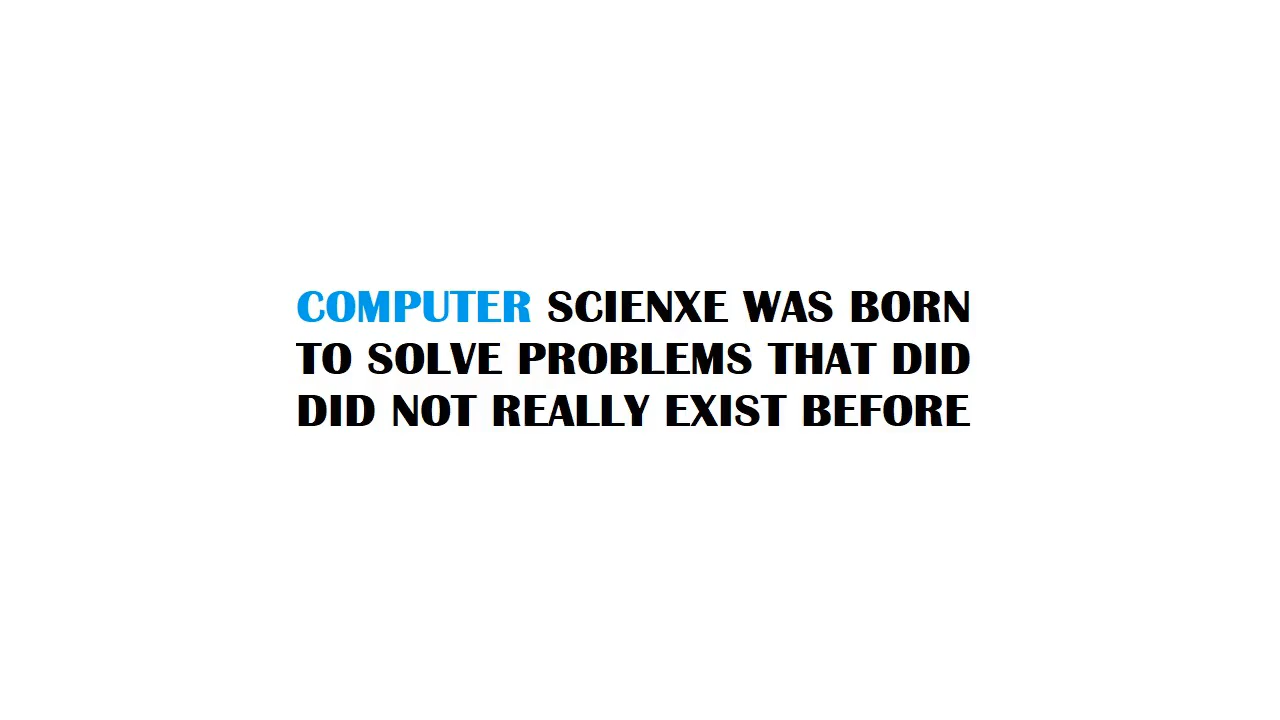 COMPUTER SCIENXE WAS BORN
TO SOLVE PROBLEMS THAT DID
DID NOT REALLY EXIST BEFORE